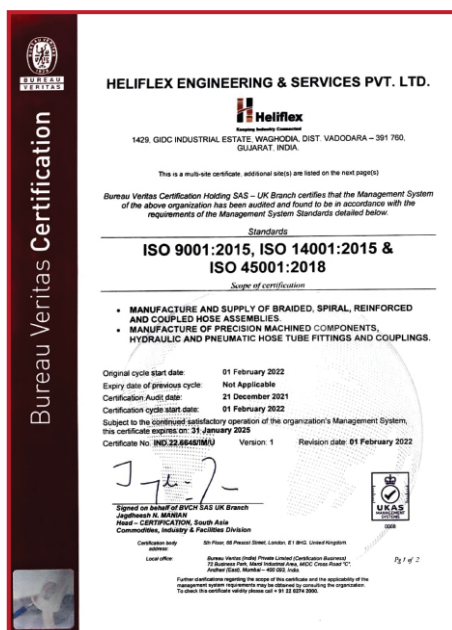 BUREAU
VERITAS
Bureau Veritas Certification
HELIFLEX ENGINEERING & SERVICES PVT. LTD.
Heliflex
Keeping Industry Connected
1429, GIDC INDUSTRIAL ESTATE, WAGHODIA, DIST. VADODARA – 391 760,
GUJARAT, INDIA.
This is a multi-site certificate, additional site(s) are listed on the next page(s)
Bureau Veritas Certification Holding SAS – UK Branch certifies that the Management System
of the above organization has been audited and found to be in accordance with the
requirements of the Management System Standards detailed below.
Standards
ISO 9001:2015, ISO 14001:2015 &
ISO 45001:2018
Scope of certification
• MANUFACTURE AND SUPPLY OF BRAIDED, SPIRAL, REINFORCED
AND COUPLED HOSE ASSEMBLIES.
• MANUFACTURE OF PRECISION MACHINED COMPONENTS,
HYDRAULIC AND PNEUMATIC HOSE TUBE FITTINGS AND COUPLINGS.
Original cycle start date: 01 February 2022
Expiry date of previous cycle: Not Applicable
Certification Audit date: 21 December 2021
Certification cycle start date: 01 February 2022
Subject to the continued satisfactory operation of the organization's Management System,
this certificate expires on: 31 January 2025
Certificate No. IND.22.6645/IM/U Version: 1 Revision date: 01 February 2022
Signed on behalf of BVCH SAS UK Branch
Jagdheesh N. MANIAN
Head – CERTIFICATION, South Asia
Commodities, Industry & Facilities Division
UKAS
MANAGEMENT
SYSTEMS
0008
Certification body address: 5th Floor, 66 Prescot Street, London, E1 8HG, United Kingdom.
Local office: Bureau Veritas (India) Private Limited (Certification Business)
72 Business Park, Marol Industrial Area, MIDC Cross Road "C",
Andheri (East), Mumbai – 400 093, India.
Pg 1 of 2
Further clarifications regarding the scope of this certificate and the applicability of the
management system requirements may be obtained by consulting the organization.
To check this certificate validity please call + 91 22 6274 2000.